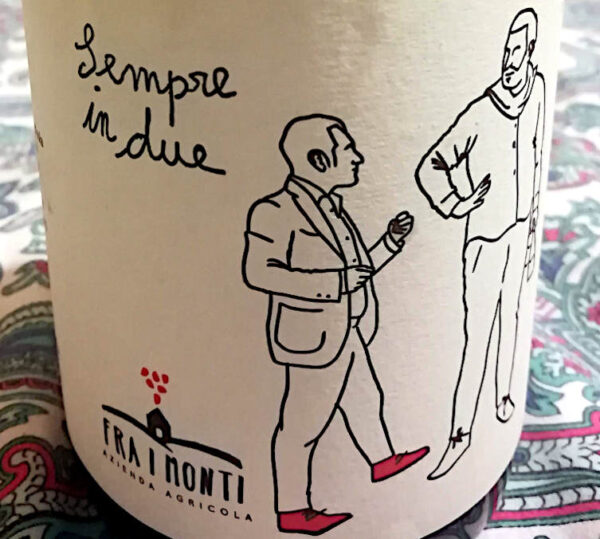 Sempre
in due
FRA I MONTI
AZIENDA AGRICOLA